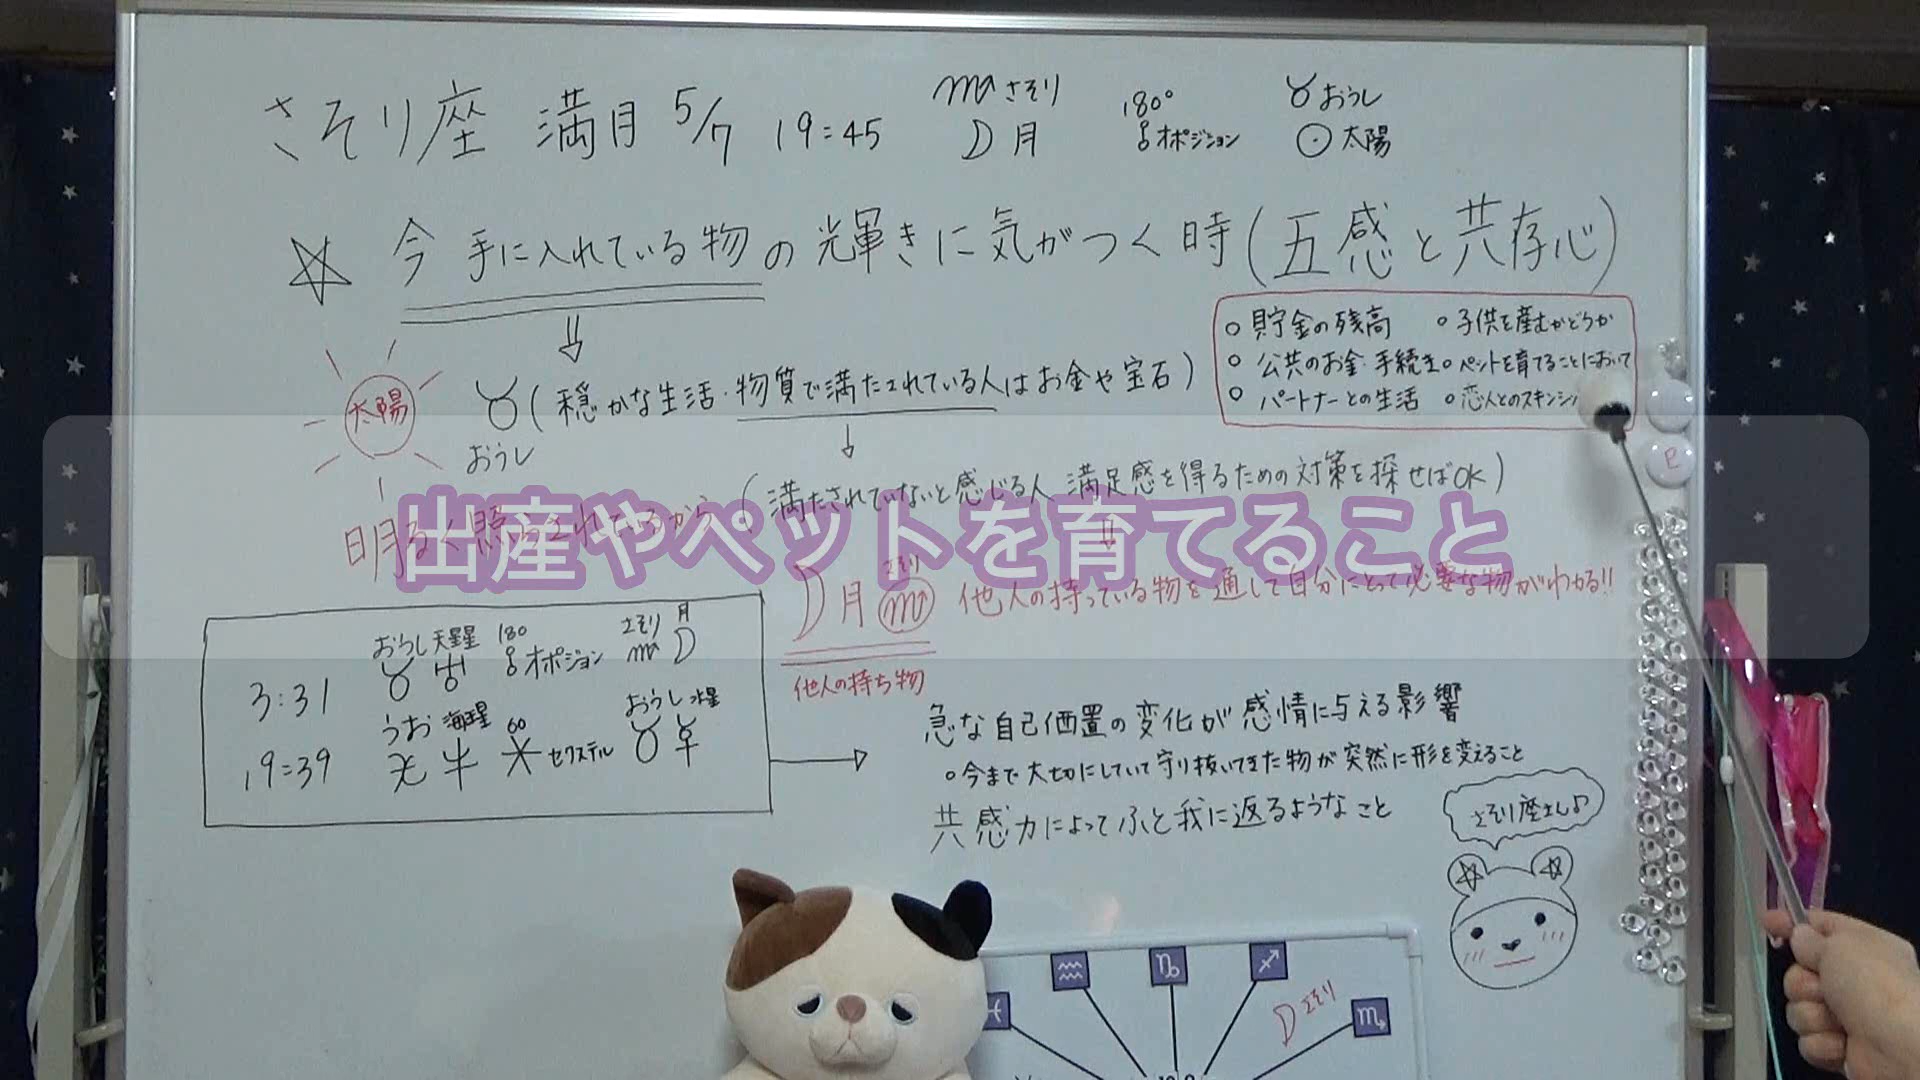 さそり座 満月 5/7 19:45
♏さそり
☽月
180°
☍オポジション
♉おうし
☉太陽
☆ 今 手に入れている物の輝きに気がつく時(五感と共存心)
○貯金の残高 ○子供を産むかどうか
○公共のお金・手続き ○ペットを育てることにおいて
○パートナーとの生活 ○恋人とのスキンシ
太陽
♉(穏かな生活・物質で満たされている人はお金や宝石)
おうし
(満たされていないと感じる人 満足感を得るための対策を探せばOK)
明るく照らされているから
出産やペットを育てること
☽月 さそり ♏ 他人の持っている物を通して自分にとって必要な物がわかる!!
他人の持ち物
3:31 おうし♉ 天王星♅ 180 ☍オポジション さそり♏ 月☽
19:39 うお♓ 海王星♆ 60 ⚹セクステル おうし♉ 水星☿
急な自己価値の変化が感情に与える影響
○今まで大切にしていて守り抜いてきた物が突然に形を変えること
共感力によってふと我に返るようなこと
さそり座さん♪
♒ ♑ ♐
☽さそり
♓ ♏